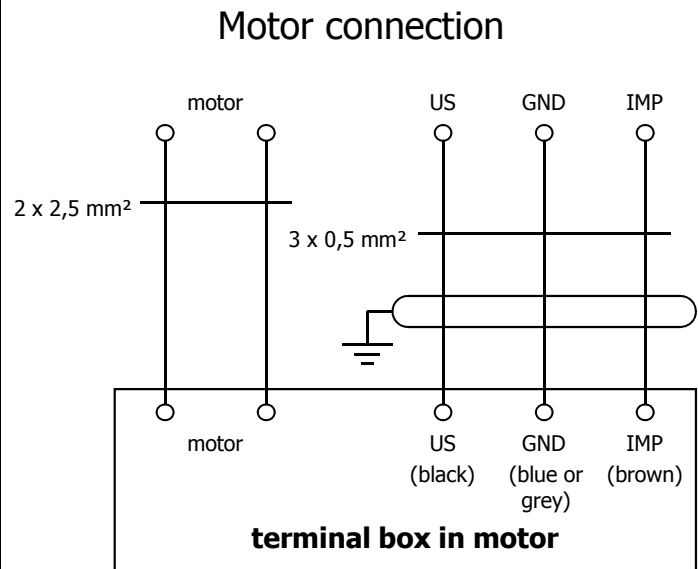 Motor connection
motor US GND IMP
2 x 2,5 mm²
3 x 0,5 mm²
motor US GND IMP
(black) (blue or (brown)
grey)
terminal box in motor